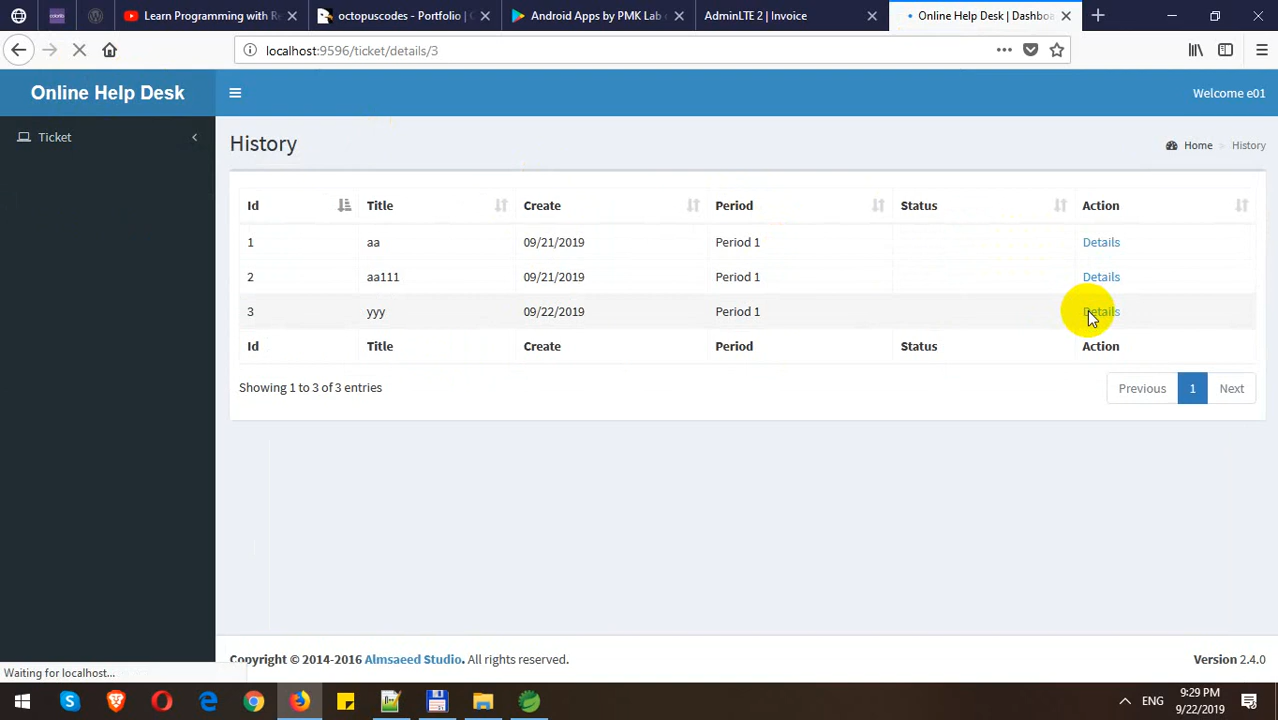 Learn Programming with Re
octopuscodes - Portfolio | C
Android Apps by PMK Lab
AdminLTE 2 | Invoice
Online Help Desk | Dashboa
localhost:9596/ticket/details/3
Online Help Desk
Welcome e01
Ticket
History
Home > History
Id Title Create Period Status Action
1 aa 09/21/2019 Period 1 Details
2 aa111 09/21/2019 Period 1 Details
3 yyy 09/22/2019 Period 1 Details
Id Title Create Period Status Action
Showing 1 to 3 of 3 entries
Previous 1 Next
Copyright © 2014-2016 Almsaeed Studio. All rights reserved.
Version 2.4.0
Waiting for localhost...
ENG
9:29 PM
9/22/2019